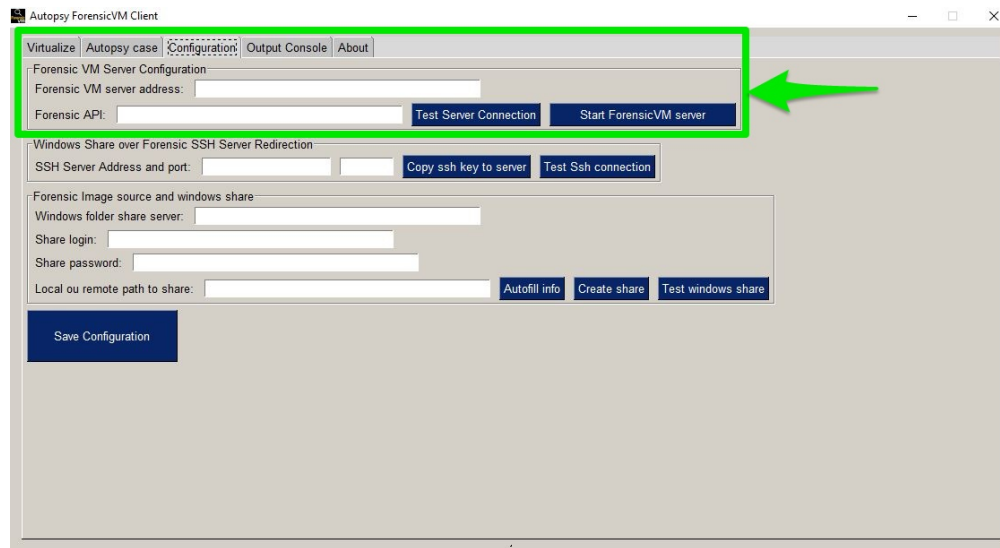 Autopsy ForensicVM Client
Virtualize Autopsy case Configuration Output Console About
Forensic VM Server Configuration
Forensic VM server address:
Forensic API: Test Server Connection Start ForensicVM server
Windows Share over Forensic SSH Server Redirection
SSH Server Address and port: Copy ssh key to server Test Ssh connection
Forensic Image source and windows share
Windows folder share server:
Share login:
Share password:
Local ou remote path to share: Autofill info Create share Test windows share
Save Configuration